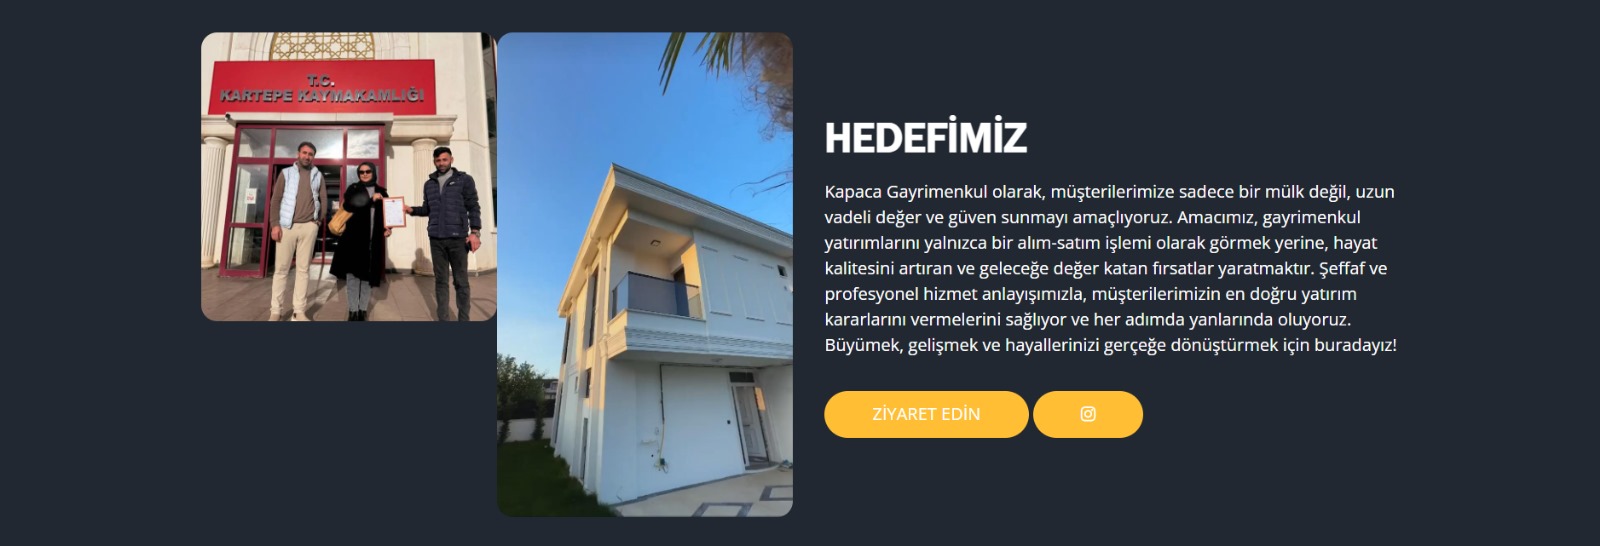 T.C.
KARTEPE KAYMAKAMLIĞI
HEDEFİMİZ
Kapaca Gayrimenkul olarak, müşterilerimize sadece bir mülk değil, uzun
vadeli değer ve güven sunmayı amaçlıyoruz. Amacımız, gayrimenkul
yatırımlarını yalnızca bir alım-satım işlemi olarak görmek yerine, hayat
kalitesini artıran ve geleceğe değer katan fırsatlar yaratmaktır. Şeffaf ve
profesyonel hizmet anlayışımızla, müşterilerimizin en doğru yatırım
kararlarını vermelerini sağlıyor ve her adımda yanlarında oluyoruz.
Büyümek, gelişmek ve hayallerinizi gerçeğe dönüştürmek için buradayız!
ZİYARET EDİN